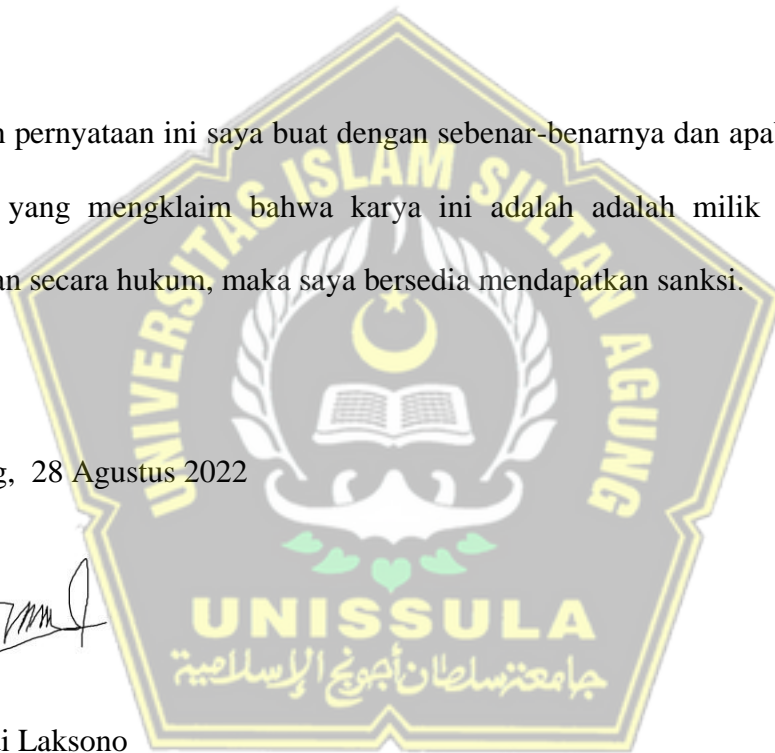 n pernyataan ini saya buat dengan sebenar-benarnya dan apab
yang mengklaim bahwa karya ini adalah adalah milik
an secara hukum, maka saya bersedia mendapatkan sanksi.
UNIVERSITAS ISLAM SULTAN AGUNG
g, 28 Agustus 2022
UNISSULA
جامعة سلطان أجونج الإسلامية
i Laksono